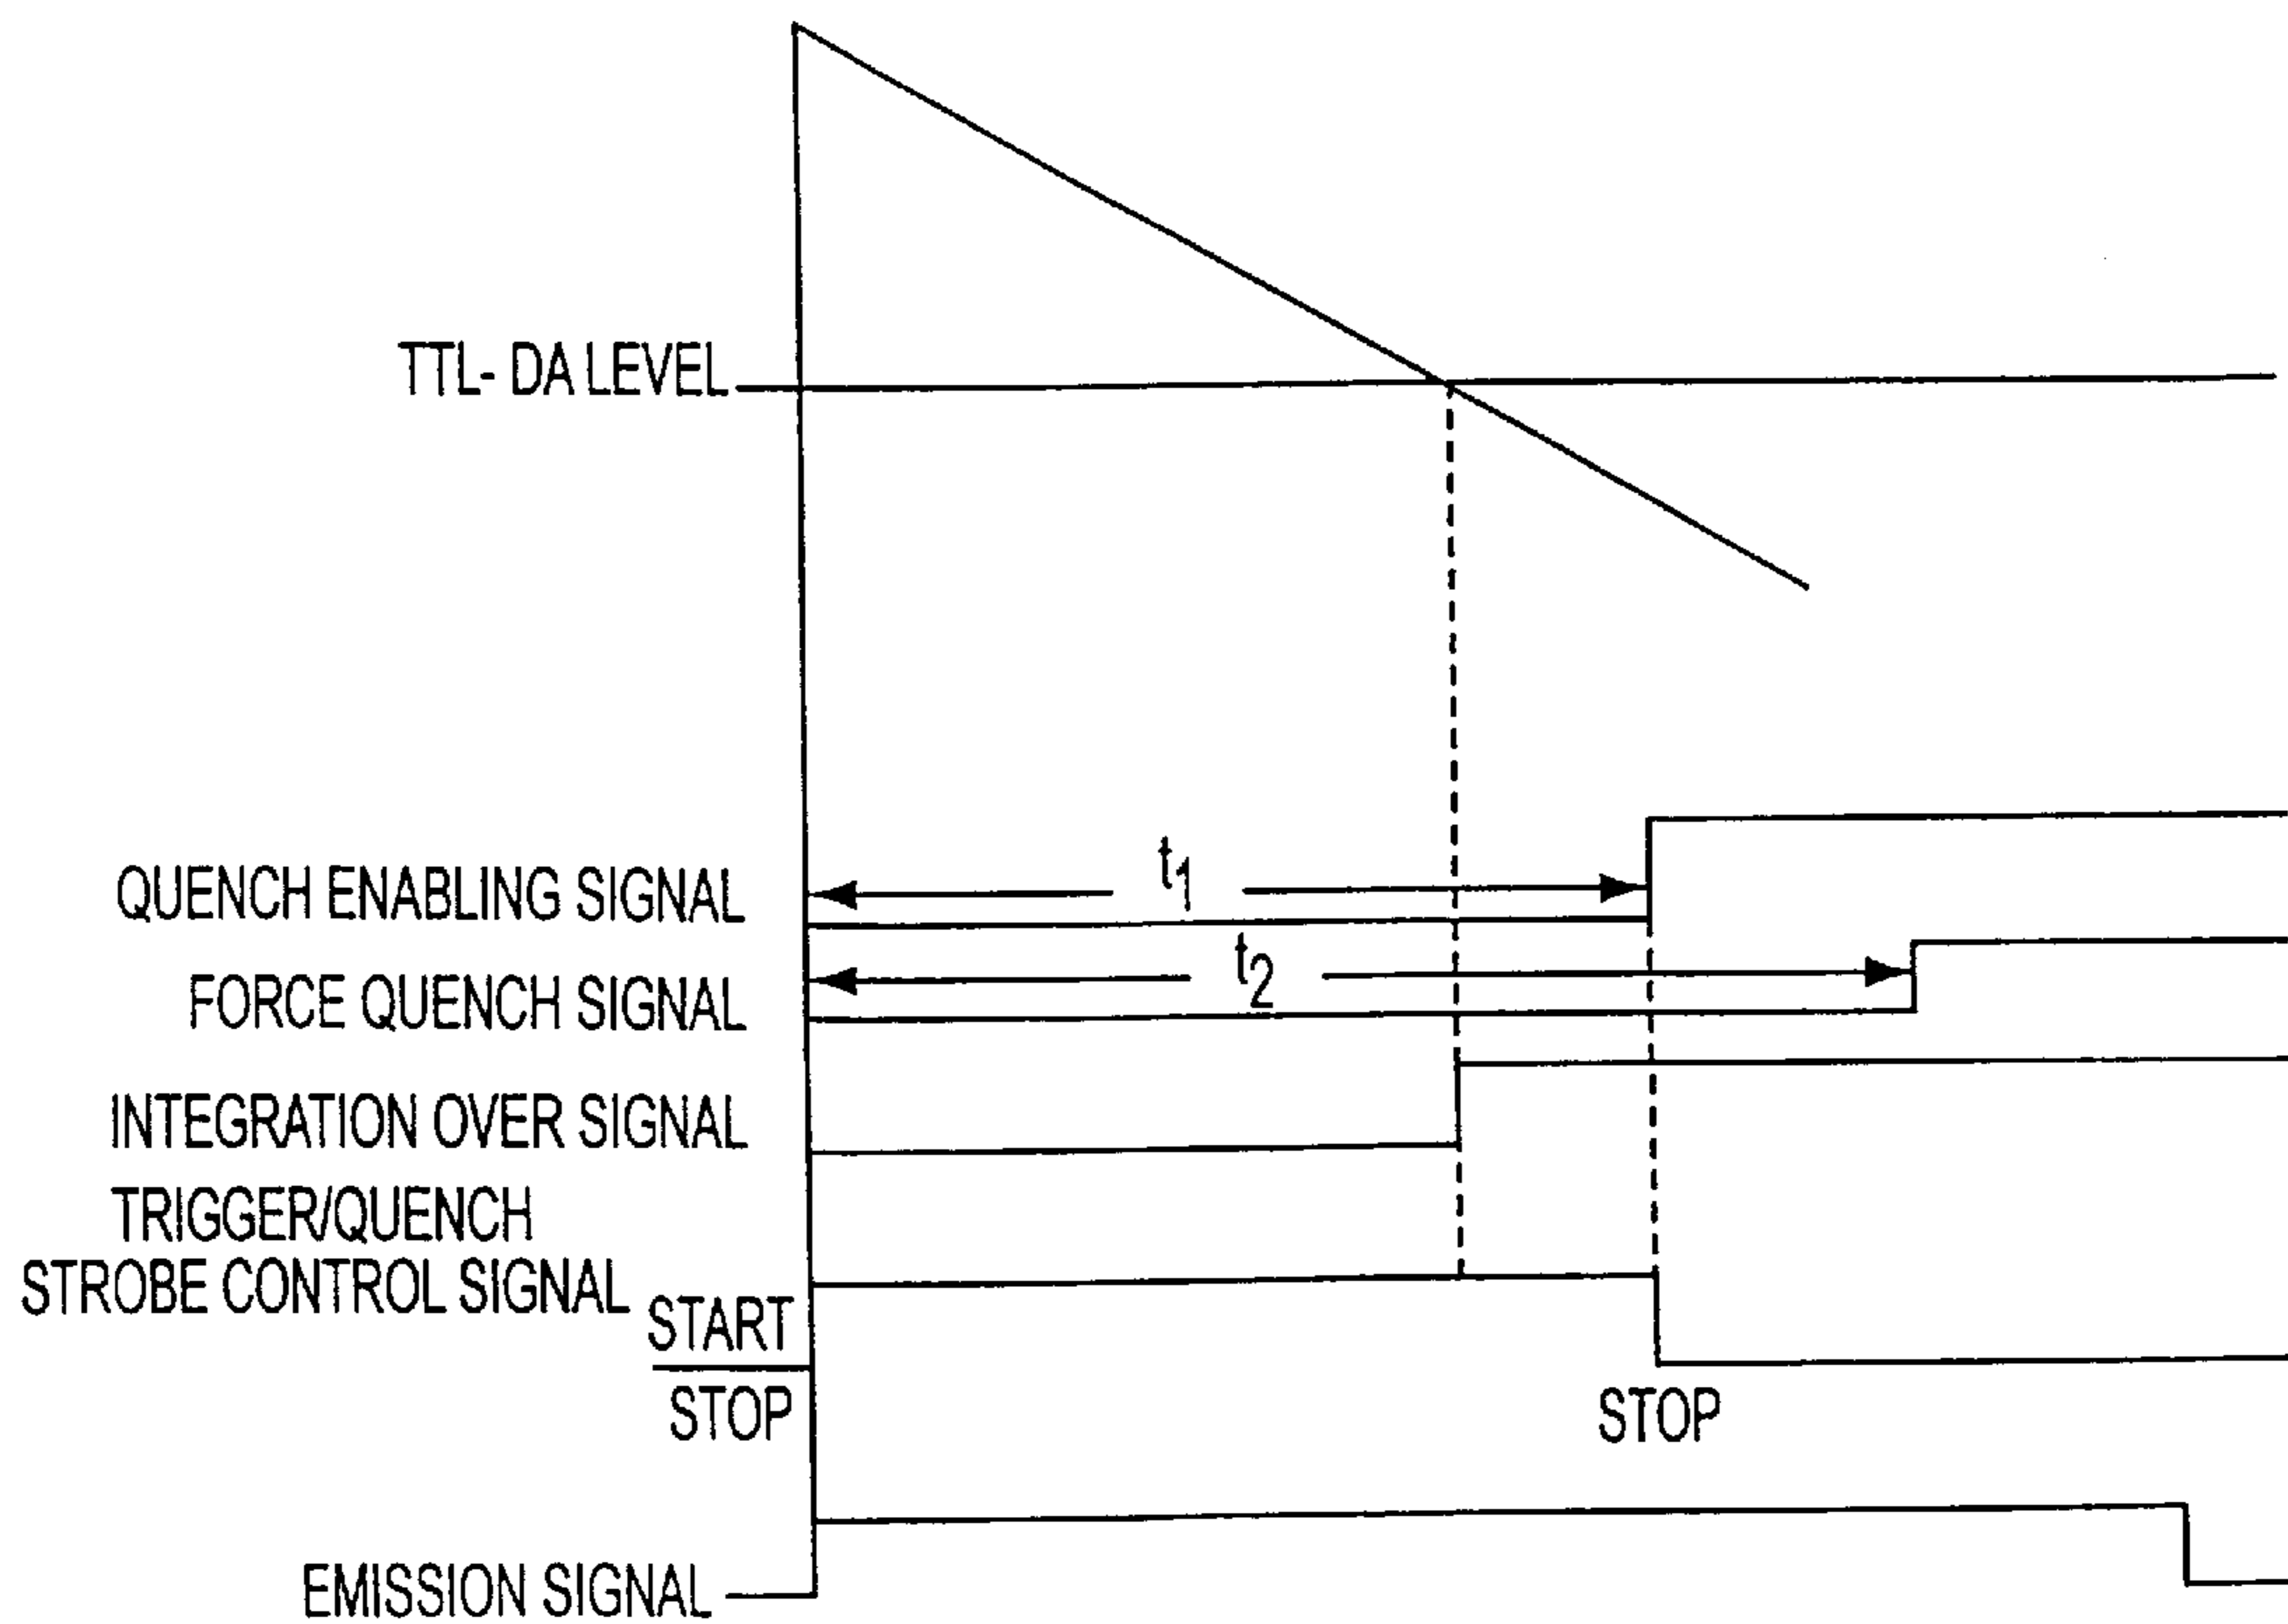 TTL- DA LEVEL
QUENCH ENABLING SIGNAL
t1
FORCE QUENCH SIGNAL
t2
INTEGRATION OVER SIGNAL
TRIGGER/QUENCH
STROBE CONTROL SIGNAL
START
STOP
STOP
EMISSION SIGNAL